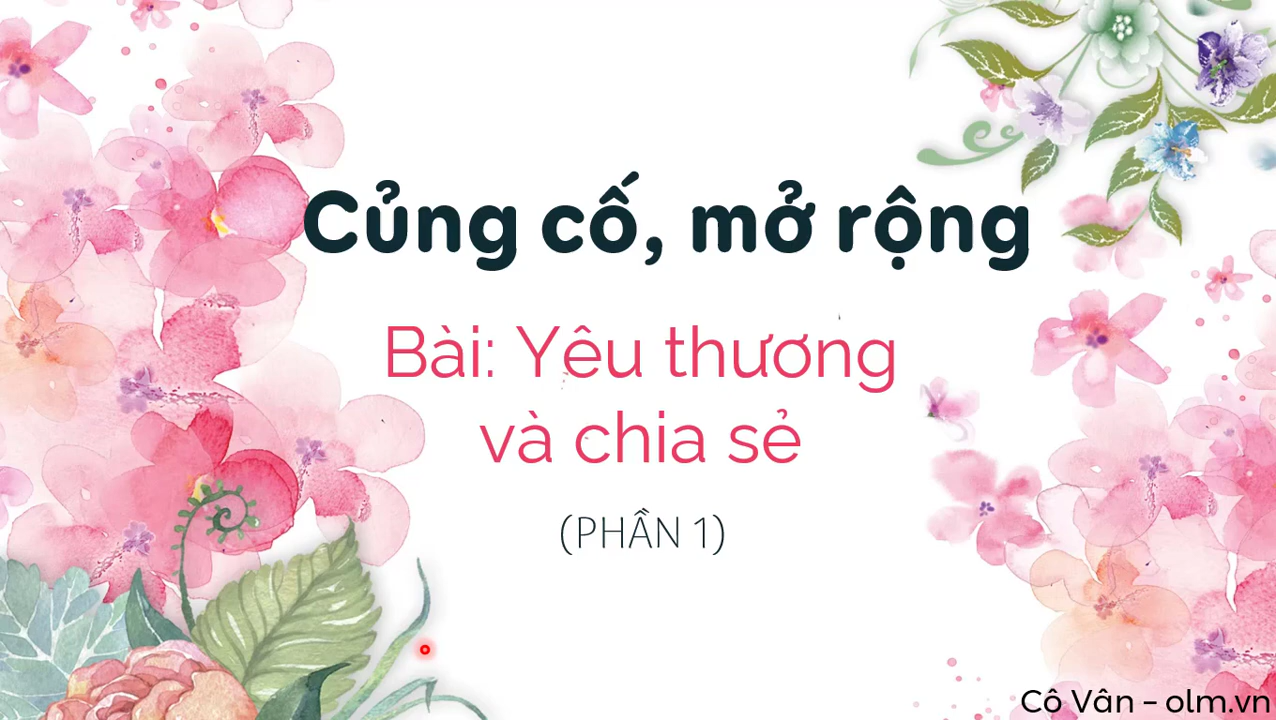 Củng cố, mở rộng
Bài: Yêu thương
và chia sẻ
(PHẦN 1)
Cô Vân - olm.vn